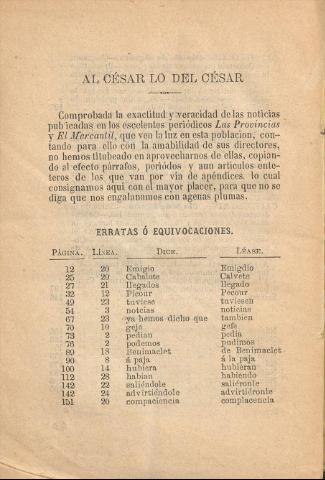 AL CÉSAR LO DEL CÉSAR
Comprobada la exactitud y veracidad de las noticias
publicadas en los escelentes periódicos Las Provincias
y El Mercantil, que ven la luz en esta poblacion, con-
tando para ello con la amabilidad de sus directores,
no hemos titubeado en aprovecharnos de ellas, copian-
do al efecto párrafos, periodos y aun artículos ente-
ros de los que van por via de apéndices, lo cual
consignamos aquí con el mayor placer, para que no se
diga que nos engalanamos con agenas plumas.
ERRATAS Ó EQUIVOCACIONES.
PÁGINA. LÍNEA. DICE. LÉASE.
12 20 Emigio Emigdio
25 20 Cabalote Calvete
27 21 llegados llegado
32 12 Picour Pecour
49 23 tuviese tuviesen
54 3 notcias noticias
67 23 ya hemos dicho que tambien
70 10 geje gefe
73 2 pedian pedia
76 2 podemos pudimos
89 18 Benimaclet de Benimaclet
90 8 á paja á la paja
100 14 hubiera hubieran
112 28 habian habiendo
142 22 saliéndole saliéronle
142 24 advirtiéndole advirtiéronle
151 20 compaciencia complacencia